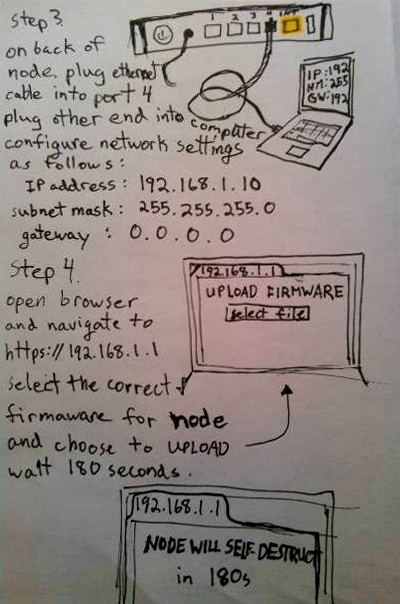 step 3
on back of
node, plug ethernet
cable into port 4
plug other end into computer
configure network settings
as follows:
IP address: 192.168.1.10
subnet mask: 255.255.255.0
gateway: 0.0.0.0
1 2 3 4 INT
IP:192
NM:255
GW:192
Step 4.
open browser
and navigate to
https://192.168.1.1
select the correct
firmaware for node
and choose to UPLOAD
wait 180 seconds.
192.168.1.1
UPLOAD FIRMWARE
select file
192.168.1.1
NODE WILL SELF DESTRUCT
in 180s